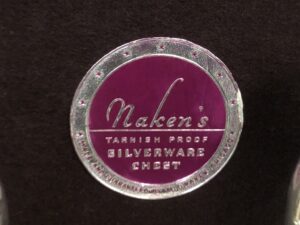 Naken's
TARNISH PROOF
SILVERWARE
CHEST